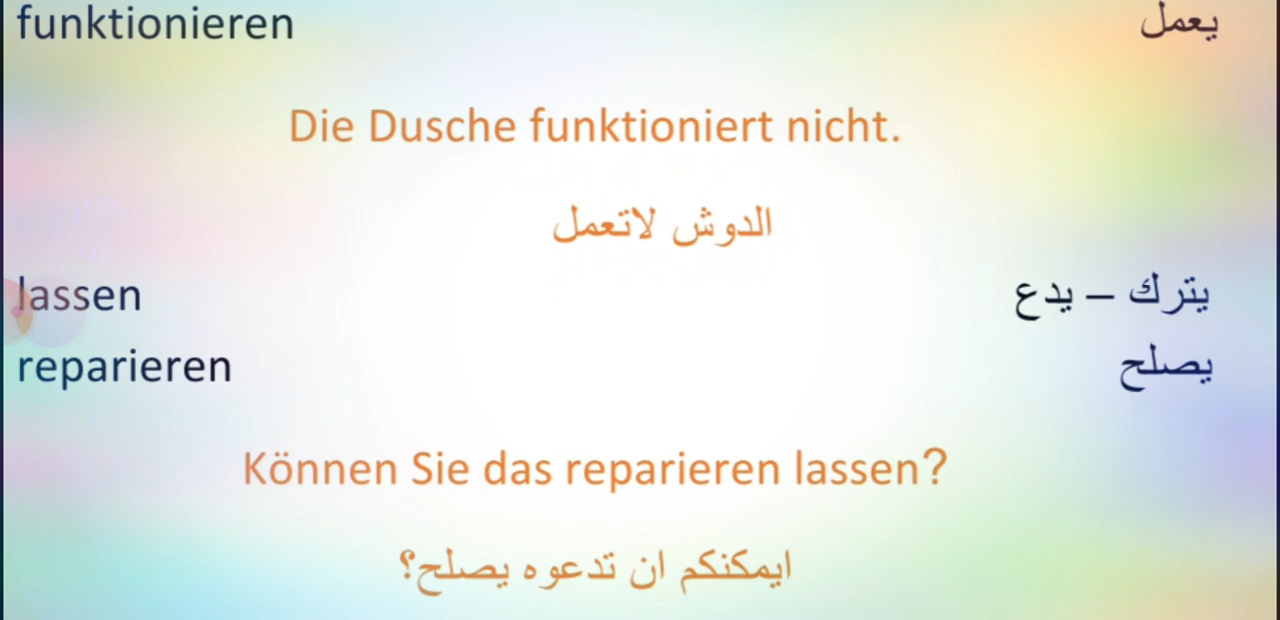 funktionieren يعمل
Die Dusche funktioniert nicht.
الدوش لاتعمل
lassen يترك – يدع
reparieren يصلح
Können Sie das reparieren lassen?
ايمكنكم ان تدعوه يصلح؟